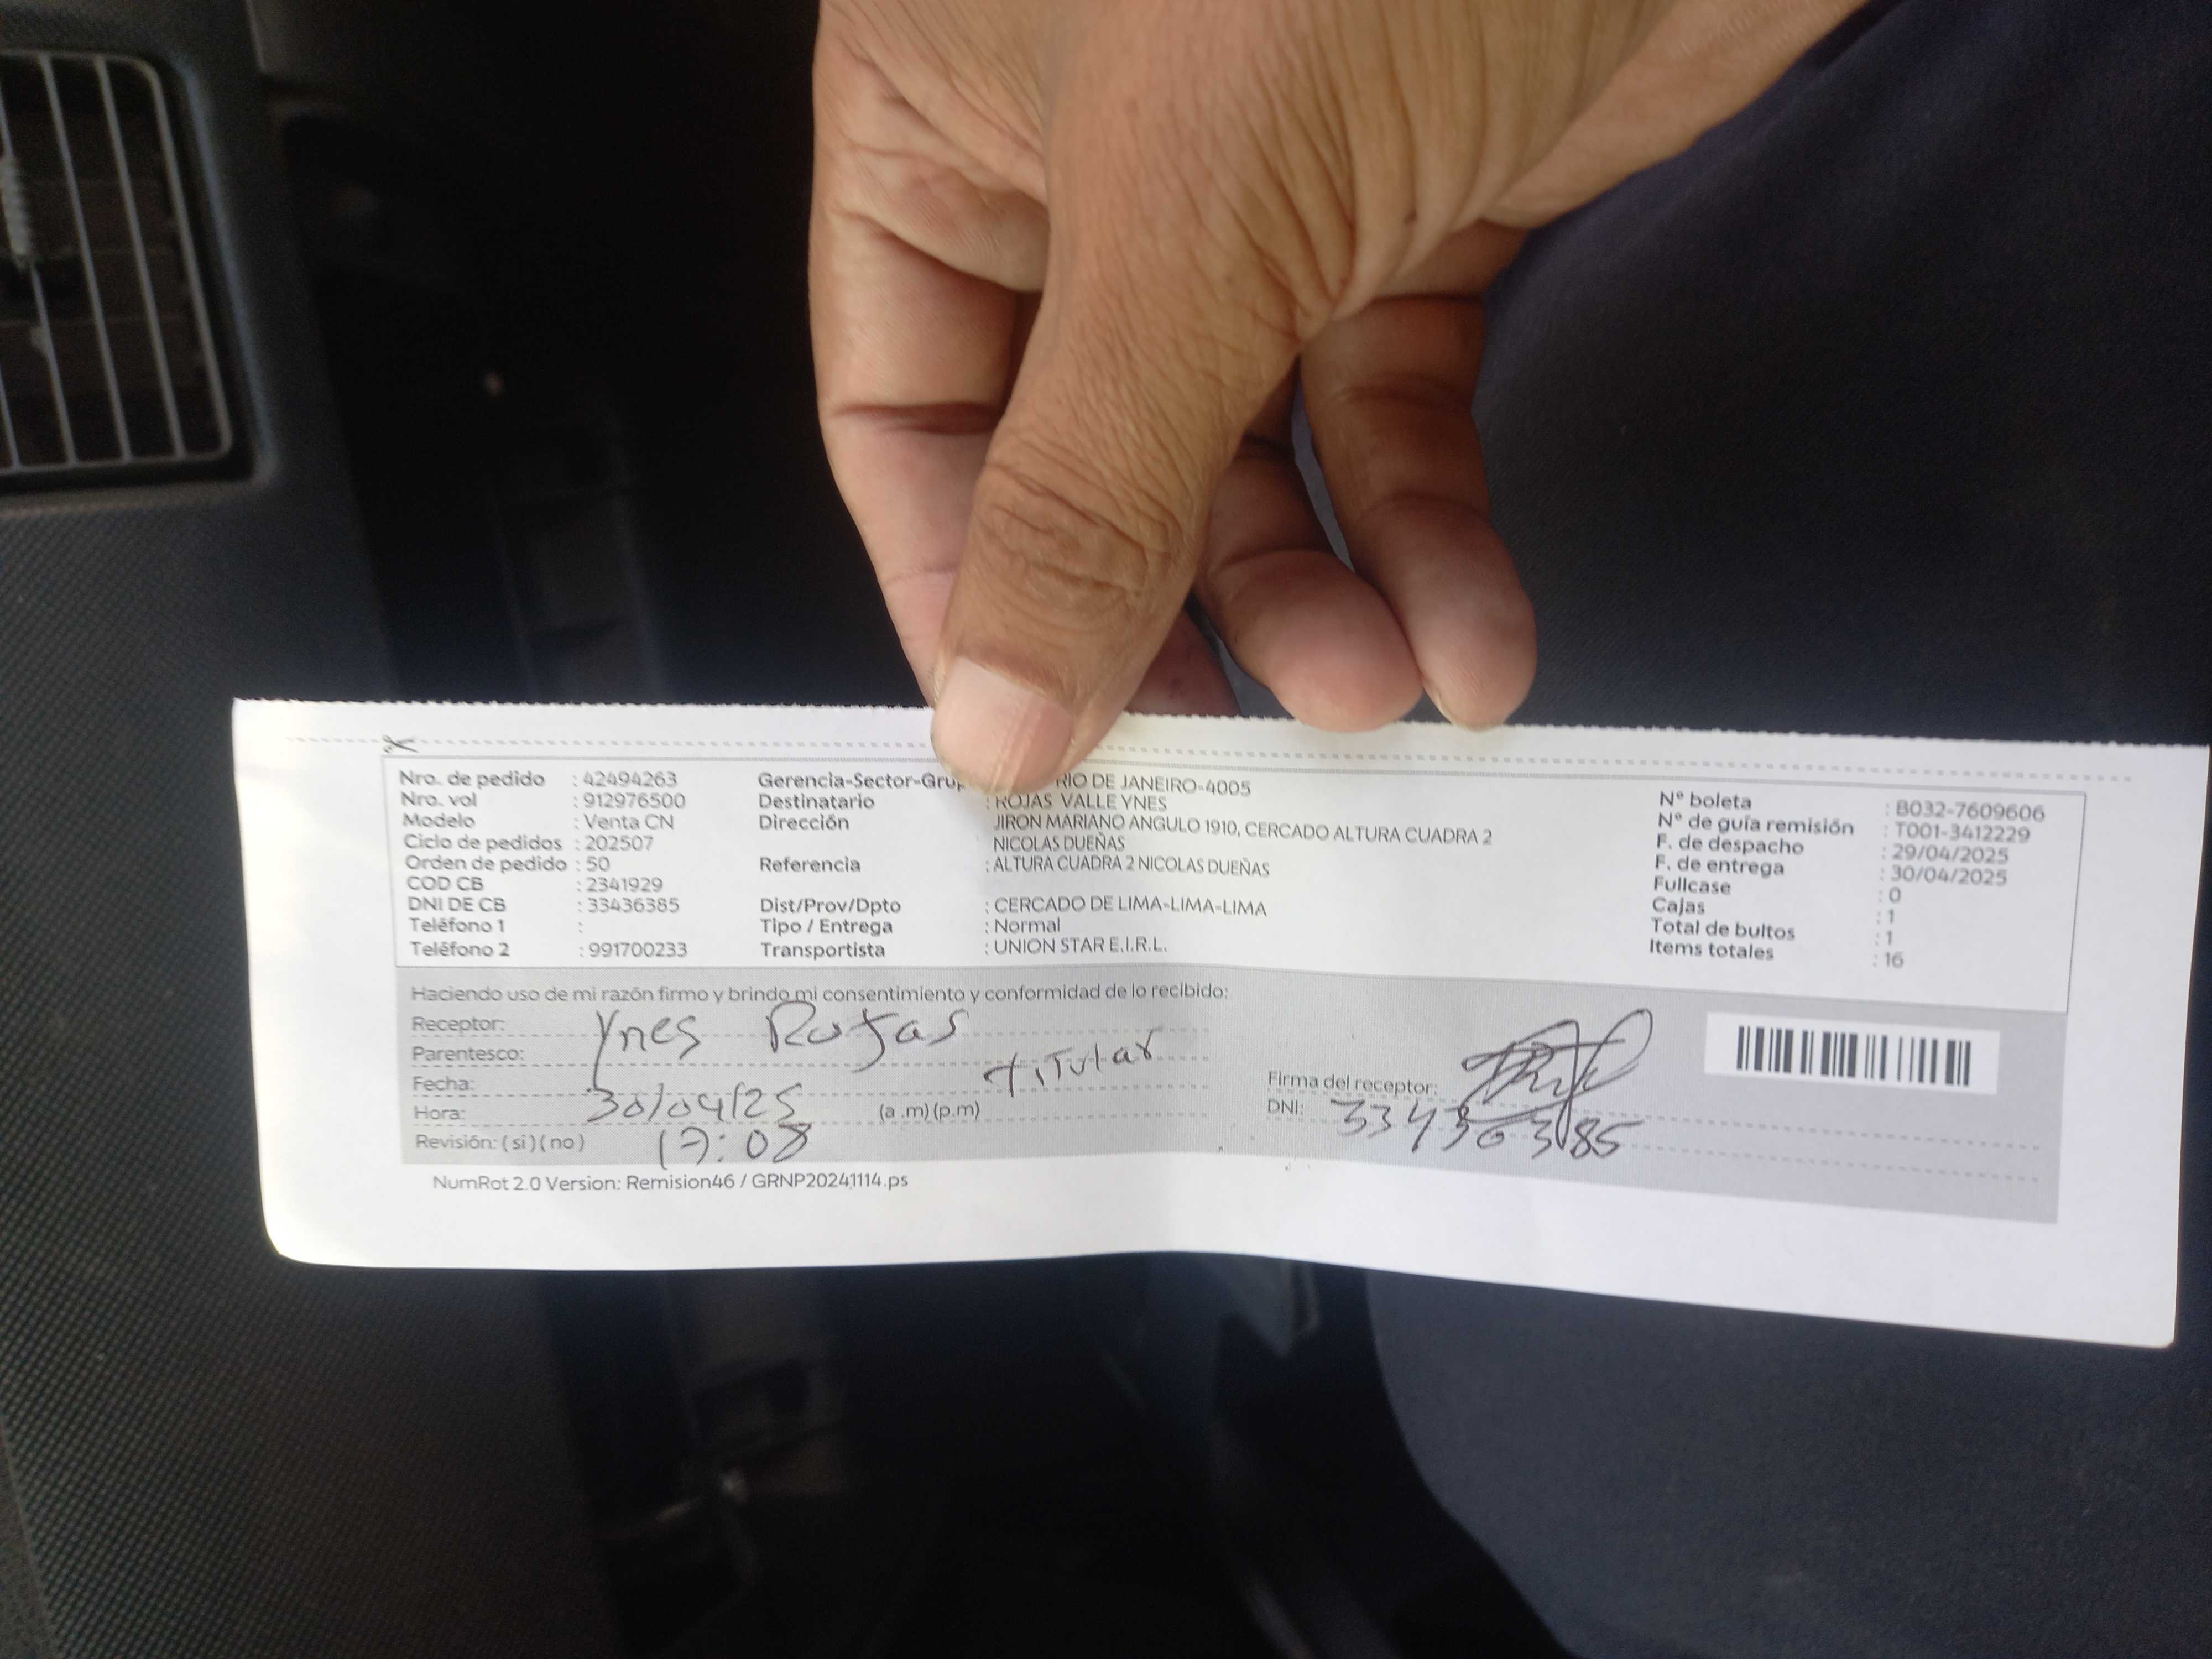 Nro. de pedido : 42494263
Nro. vol : 912976500
Modelo : Venta CN
Ciclo de pedidos : 202507
Orden de pedido : 50
COD CB : 2341929
DNI DE CB : 33436385
Teléfono 1 :
Teléfono 2 : 991700233
Gerencia-Sector-Gru RIO DE JANEIRO-4005
Destinatario : ROJAS VALLE YNES
Dirección JIRON MARIANO ANGULO 1910, CERCADO ALTURA CUADRA 2
NICOLAS DUEÑAS
Referencia : ALTURA CUADRA 2 NICOLAS DUEÑAS
Dist/Prov/Dpto : CERCADO DE LIMA-LIMA-LIMA
Tipo / Entrega : Normal
Transportista : UNION STAR E.I.R.L.
N° boleta : B032-7609606
N° de guía remisión : T001-3412229
F. de despacho : 29/04/2025
F. de entrega : 30/04/2025
Fullcase : 0
Cajas : 1
Total de bultos : 1
Items totales : 16
Haciendo uso de mi razón firmo y brindo mi consentimiento y conformidad de lo recibido:
Receptor: Ynes Rojas
Parentesco: titular
Fecha: 30/04/25
Hora: (a .m) (p.m)
Revisión: ( si ) ( no ) 17:08
Firma del receptor:
DNI: 33436385
NumRot 2.0 Version: Remision46 / GRNP20241114.ps